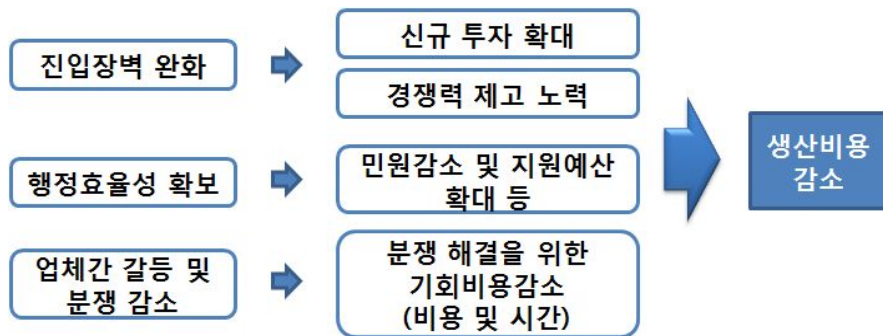 진입장벽 완화
신규 투자 확대
경쟁력 제고 노력
행정효율성 확보
민원감소 및 지원예산
확대 등
업체간 갈등 및
분쟁 감소
분쟁 해결을 위한
기회비용감소
(비용 및 시간)
생산비용
감소